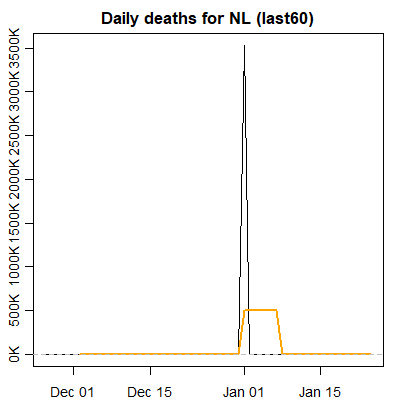 Daily deaths for NL (last60)
3500K
3000K
2500K
2000K
1500K
1000K
500K
0K
Dec 01 Dec 15 Jan 01 Jan 15